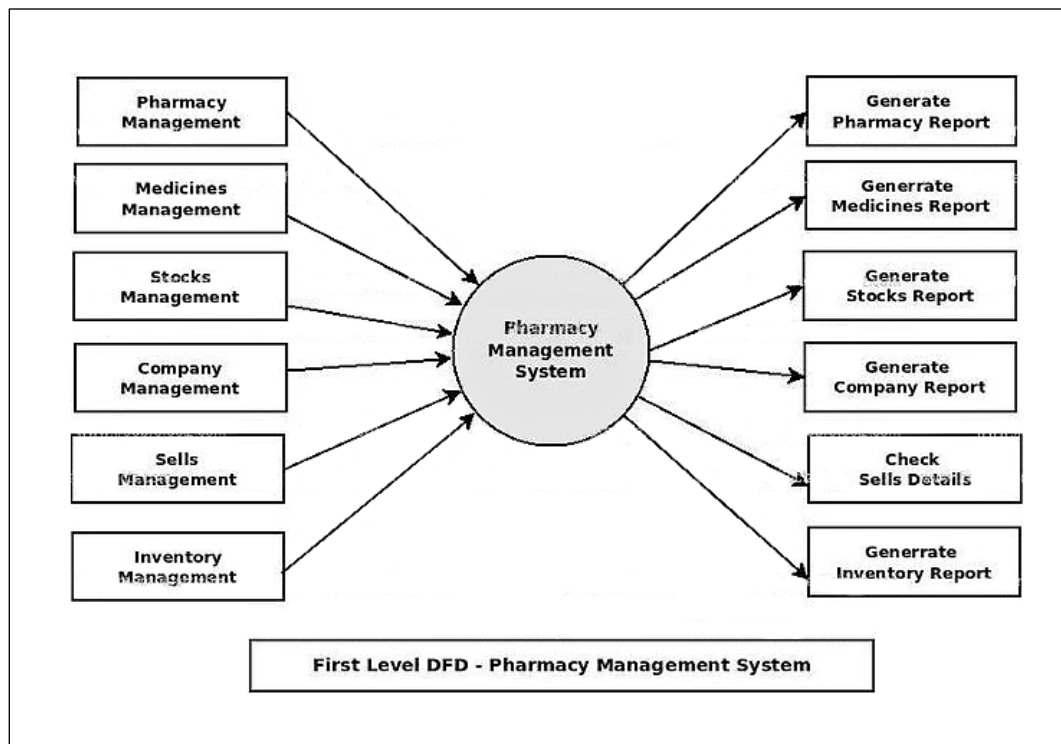 Pharmacy
Management
Medicines
Management
Stocks
Management
Company
Management
Sells
Management
Inventory
Management
Pharmacy
Management
System
Generate
Pharmacy Report
Generrate
Medicines Report
Generate
Stocks Report
Generate
Company Report
Check
Sells Details
Generrate
Inventory Report
First Level DFD - Pharmacy Management System